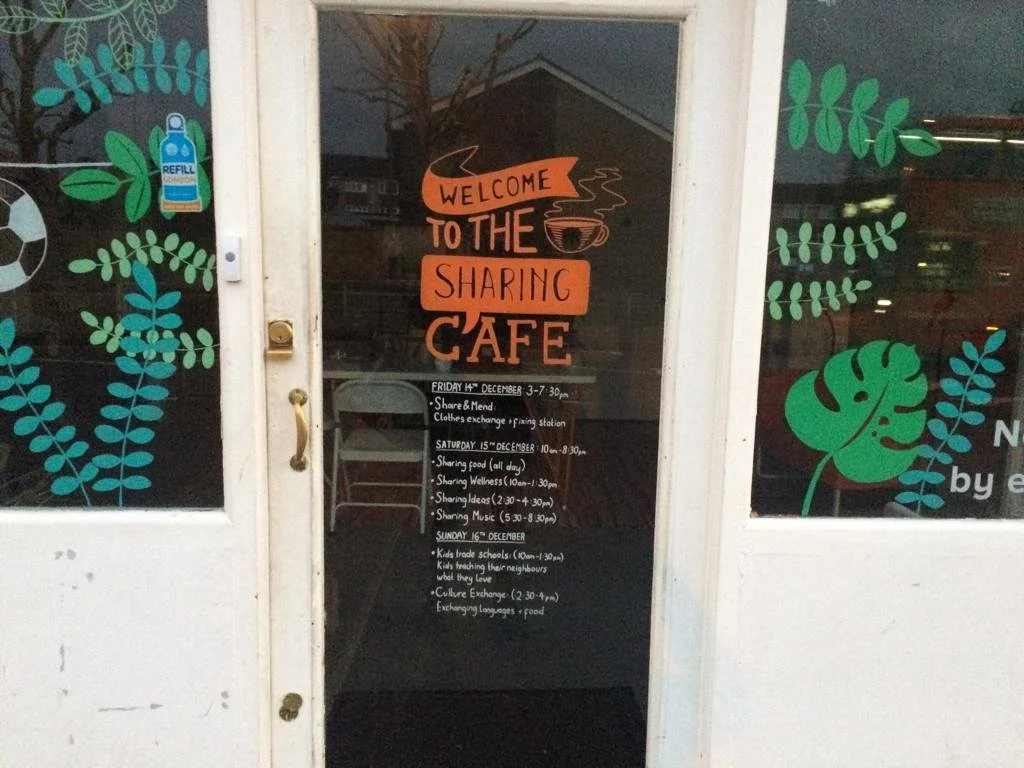 REFILL
LONDON
WELCOME
TO THE
SHARING
CAFE
FRIDAY 14TH DECEMBER: 3-7:30pm
• Share & Mend:
Clothes exchange + fixing station
SATURDAY 15TH DECEMBER: 10am-8:30pm
• Sharing food (all day)
• Sharing Wellness (10am-1:30pm
• Sharing Ideas (2:30-4:30pm)
• Sharing Music (5:30-8:30pm)
SUNDAY 16TH DECEMBER
• Kids trade schools: (10am-1:30pm)
Kids teaching their neighbours
what they love
• Culture Exchange: (2:30-4pm)
Exchanging languages + food
by e